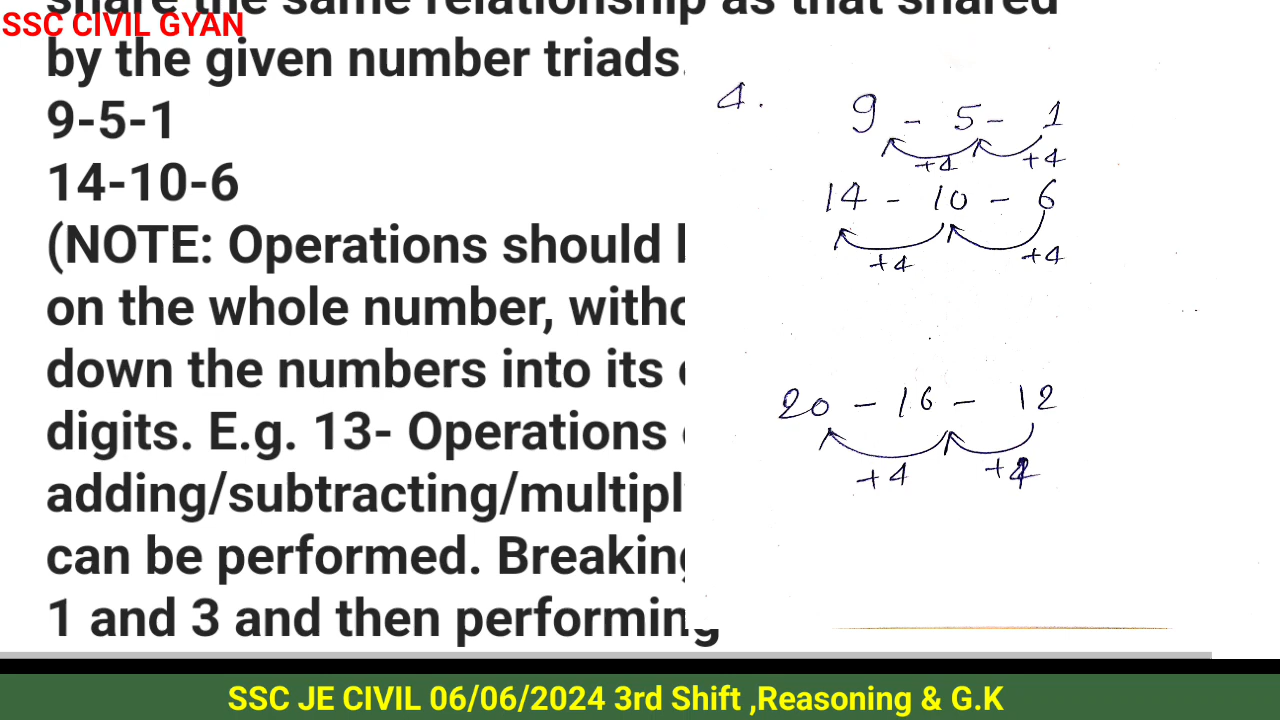 share the same relationship as that shared
SSC CIVIL GYAN
by the given number triads.
9-5-1
14-10-6
(NOTE: Operations should
on the whole number,
down the numbers into its
digits. E.g. 13- Operations
adding/subtracting/multipl
can be performed. Breaking
1 and 3 and then performing
4.
9 - 5 - 1
+4 +4
14 - 10 - 6
+4 +4
20 - 16 - 12
+4 +4
SSC JE CIVIL 06/06/2024 3rd Shift ,Reasoning & G.K